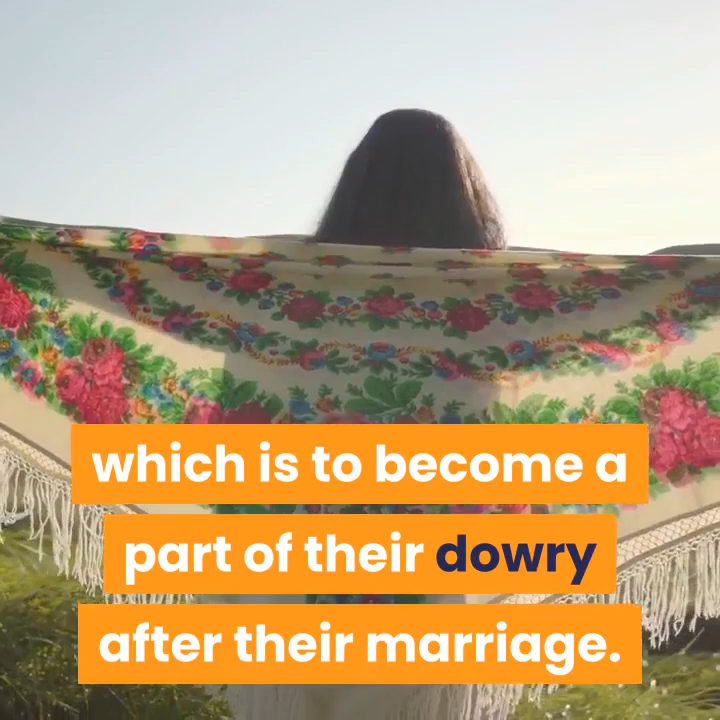 which is to become a
part of their dowry
after their marriage.